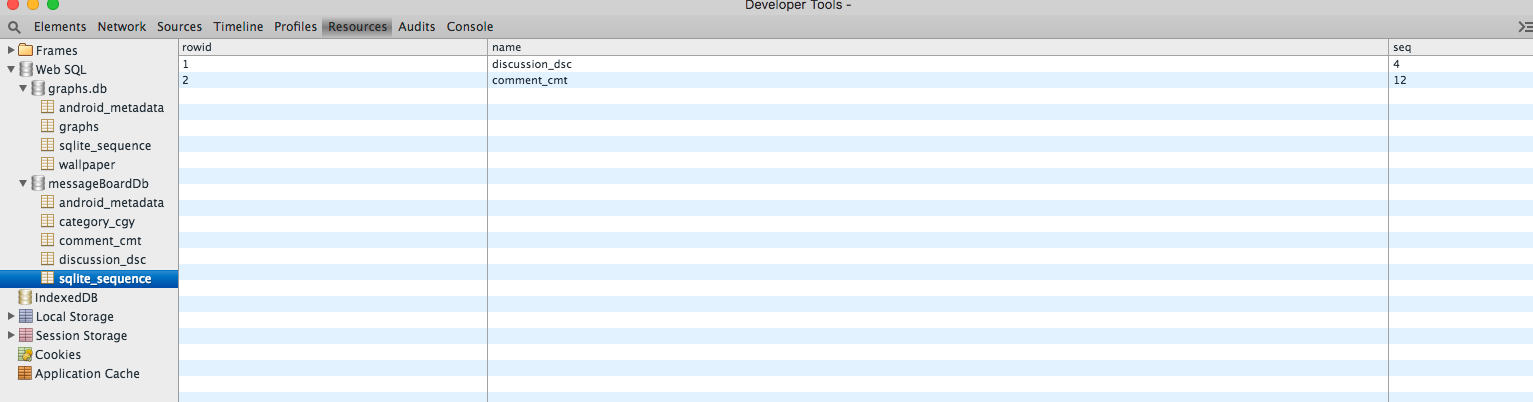 Developer Tools -
Elements Network Sources Timeline Profiles Resources Audits Console
Frames
Web SQL
graphs.db
android_metadata
graphs
sqlite_sequence
wallpaper
messageBoardDb
android_metadata
category_cgy
comment_cmt
discussion_dsc
sqlite_sequence
IndexedDB
Local Storage
Session Storage
Cookies
Application Cache
rowid name seq
1 discussion_dsc 4
2 comment_cmt 12